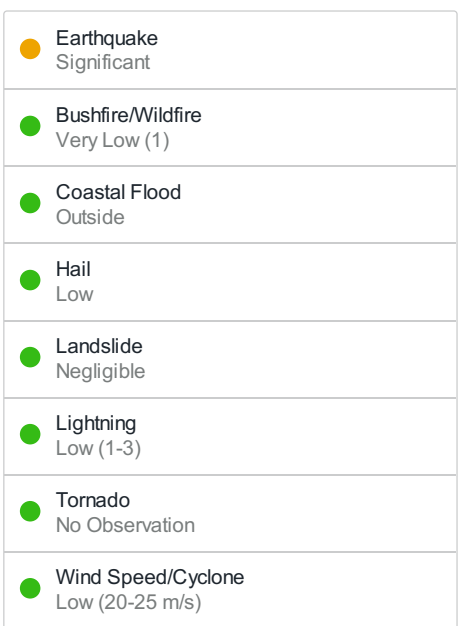 Earthquake
Significant
Bushfire/Wildfire
Very Low (1)
Coastal Flood
Outside
Hail
Low
Landslide
Negligible
Lightning
Low (1-3)
Tornado
No Observation
Wind Speed/Cyclone
Low (20-25 m/s)